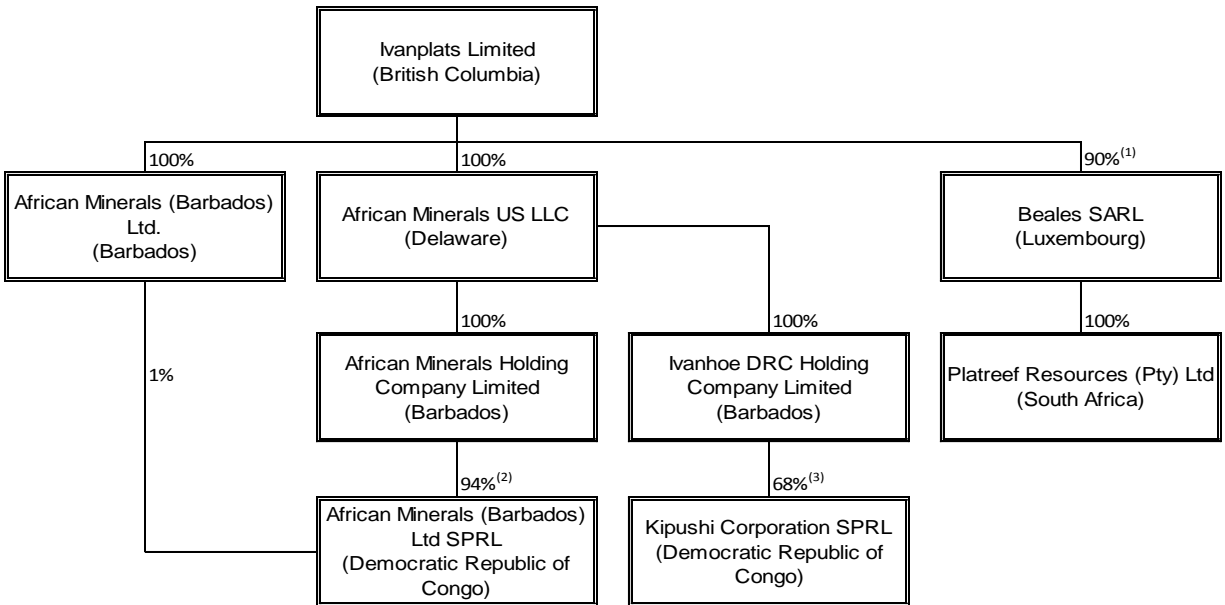 Ivanplats Limited
(British Columbia)
100%
100%
90%(1)
African Minerals (Barbados)
Ltd.
(Barbados)
African Minerals US LLC
(Delaware)
Beales SARL
(Luxembourg)
100%
100%
100%
1%
African Minerals Holding
Company Limited
(Barbados)
Ivanhoe DRC Holding
Company Limited
(Barbados)
Platreef Resources (Pty) Ltd
(South Africa)
94%(2)
68%(3)
African Minerals (Barbados)
Ltd SPRL
(Democratic Republic of
Congo)
Kipushi Corporation SPRL
(Democratic Republic of
Congo)